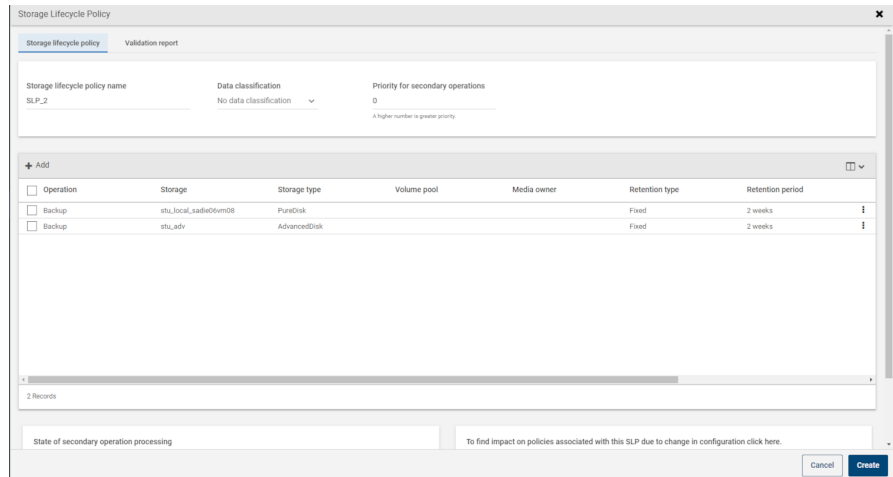 Storage Lifecycle Policy
Storage lifecycle policy Validation report
Storage lifecycle policy name Data classification Priority for secondary operations
SLP_2 No data classification 0
A higher number is greater priority.
Add
Operation Storage Storage type Volume pool Media owner Retention type Retention period
Backup stu_local_sadie06vm08 PureDisk Fixed 2 weeks
Backup stu_adv AdvancedDisk Fixed 2 weeks
2 Records
State of secondary operation processing To find impact on policies associated with this SLP due to change in configuration click here.
Cancel Create